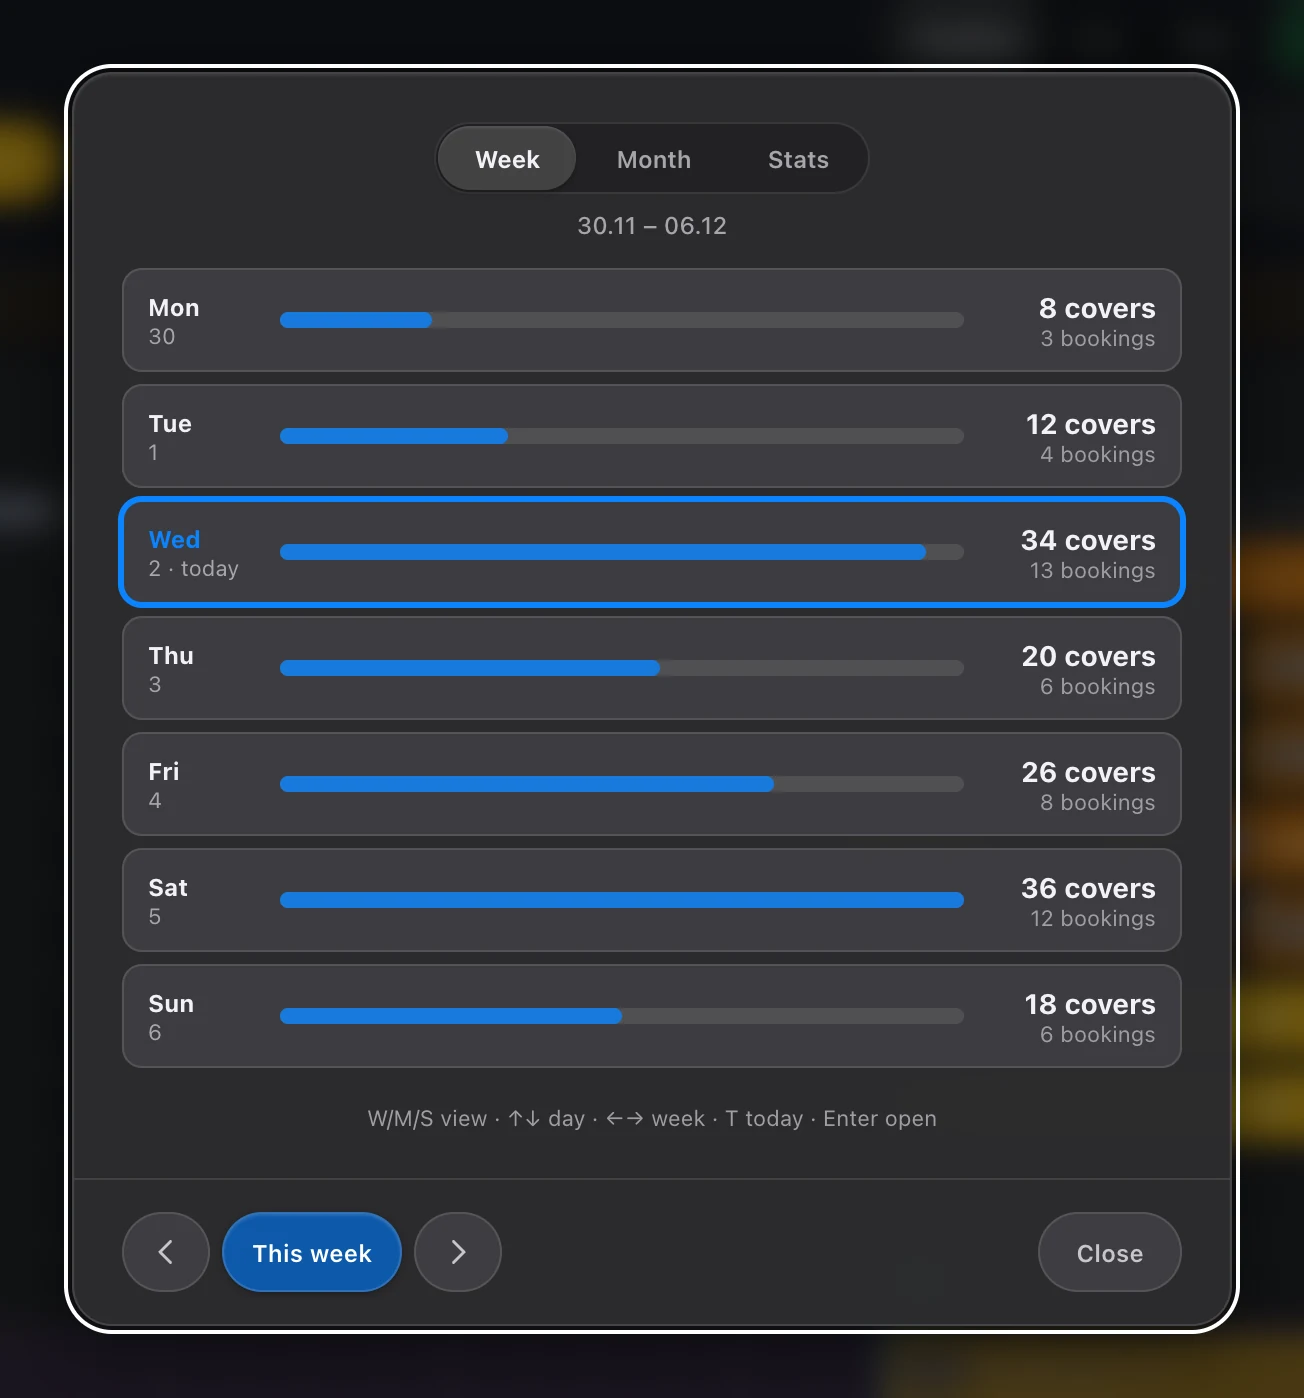 Week Month Stats
30.11 – 06.12
Mon
30
8 covers
3 bookings
Tue
1
12 covers
4 bookings
Wed
2 · today
34 covers
13 bookings
Thu
3
20 covers
6 bookings
Fri
4
26 covers
8 bookings
Sat
5
36 covers
12 bookings
Sun
6
18 covers
6 bookings
W/M/S view · ↑↓ day · ←→ week · T today · Enter open
This week
Close